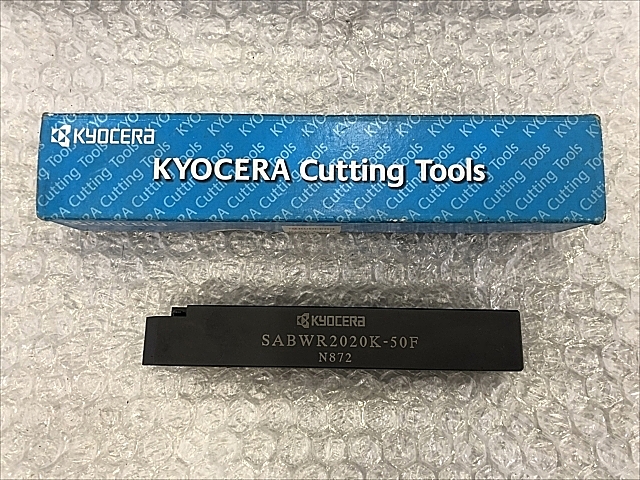 KYOCERA
KYOCERA Cutting Tools
KYOCERA
SABWR2020K-50F
N872